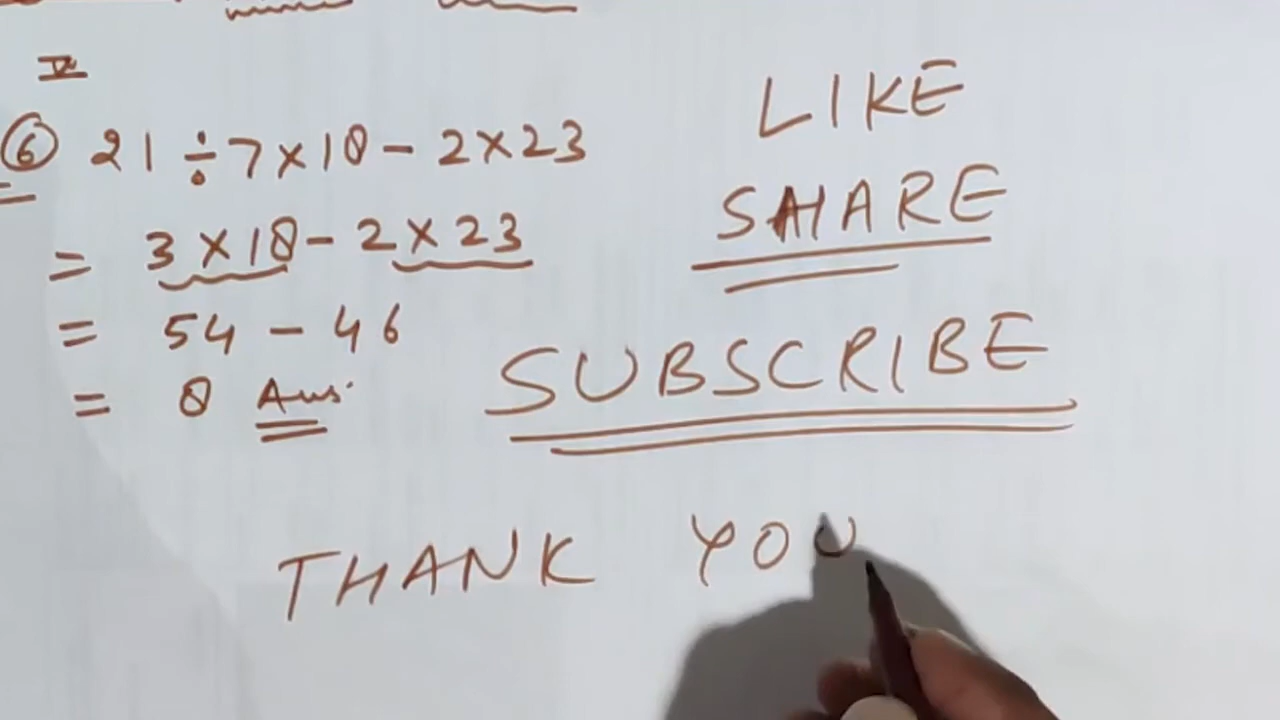 IV
6 21 ÷ 7 × 18 - 2 × 23
= 3 × 18 - 2 × 23
= 54 - 46
= 8 Ans.
LIKE
SHARE
SUBSCRIBE
THANK YOU